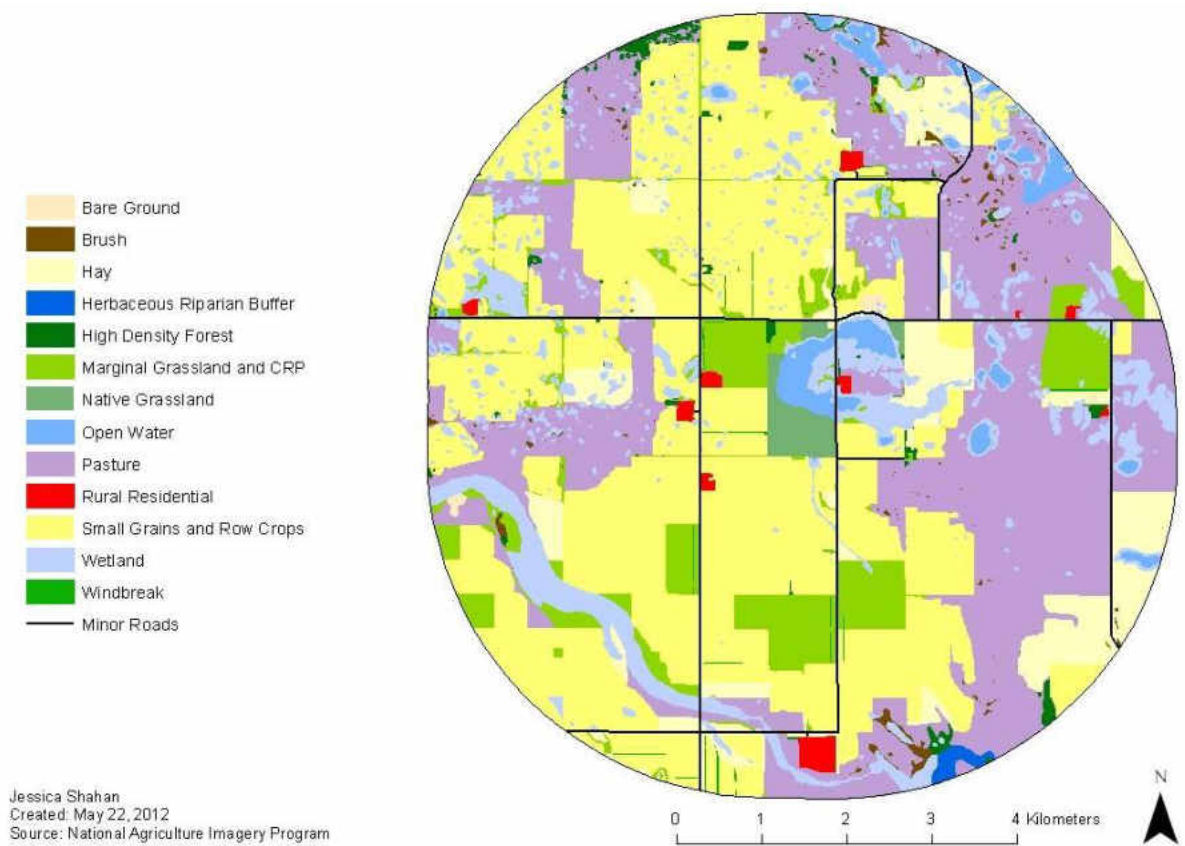 Bare Ground
Brush
Hay
Herbaceous Riparian Buffer
High Density Forest
Marginal Grassland and CRP
Native Grassland
Open Water
Pasture
Rural Residential
Small Grains and Row Crops
Wetland
Windbreak
Minor Roads
Jessica Shahan
Created: May 22, 2012
Source: National Agriculture Imagery Program
0 1 2 3 4 Kilometers
N